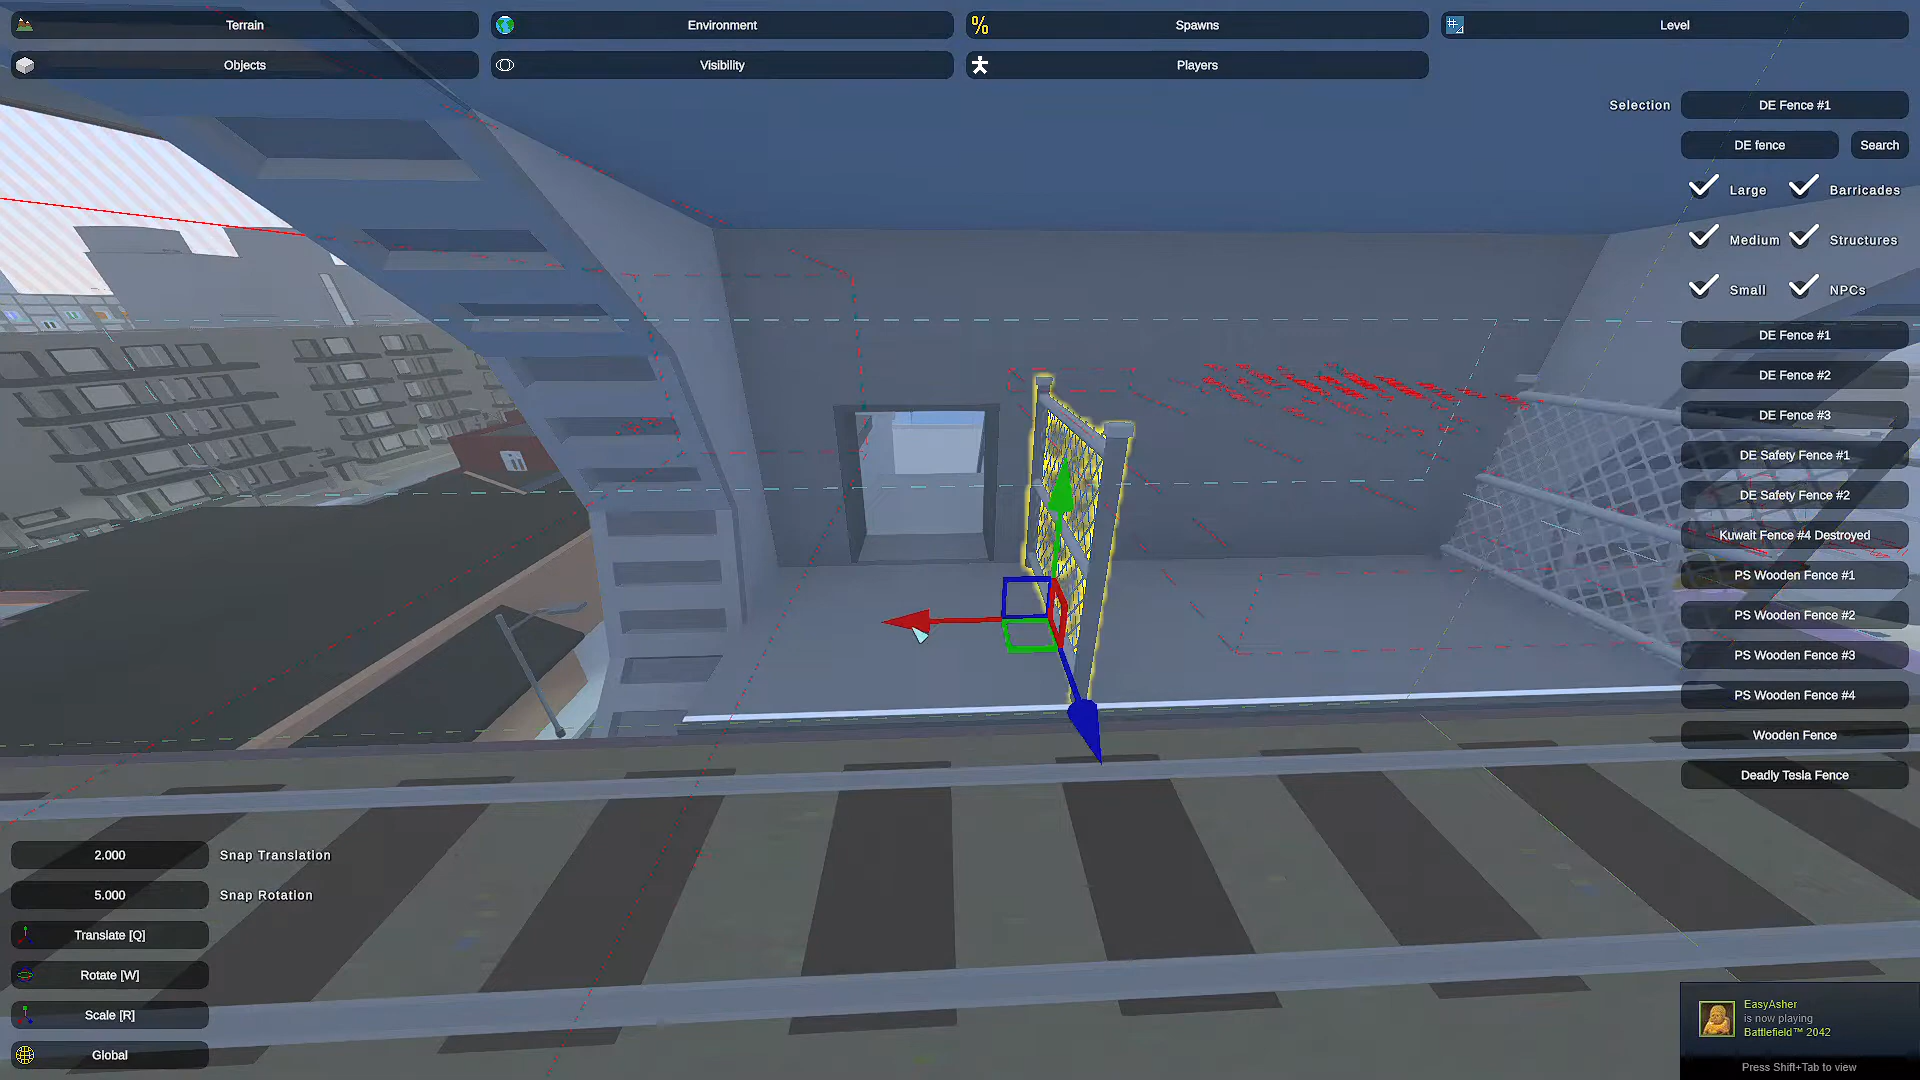 Terrain
Environment
Spawns
Level
Objects
Visibility
Players
Selection
DE Fence #1
DE fence
Search
Large
Barricades
Medium
Structures
Small
NPCs
DE Fence #1
DE Fence #2
DE Fence #3
DE Safety Fence #1
DE Safety Fence #2
Kuwait Fence #4 Destroyed
PS Wooden Fence #1
PS Wooden Fence #2
PS Wooden Fence #3
PS Wooden Fence #4
Wooden Fence
Deadly Tesla Fence
2.000
Snap Translation
5.000
Snap Rotation
Translate [Q]
Rotate [W]
Scale [R]
Global
EasyAsher
is now playing
Battlefield™ 2042
Press Shift+Tab to view